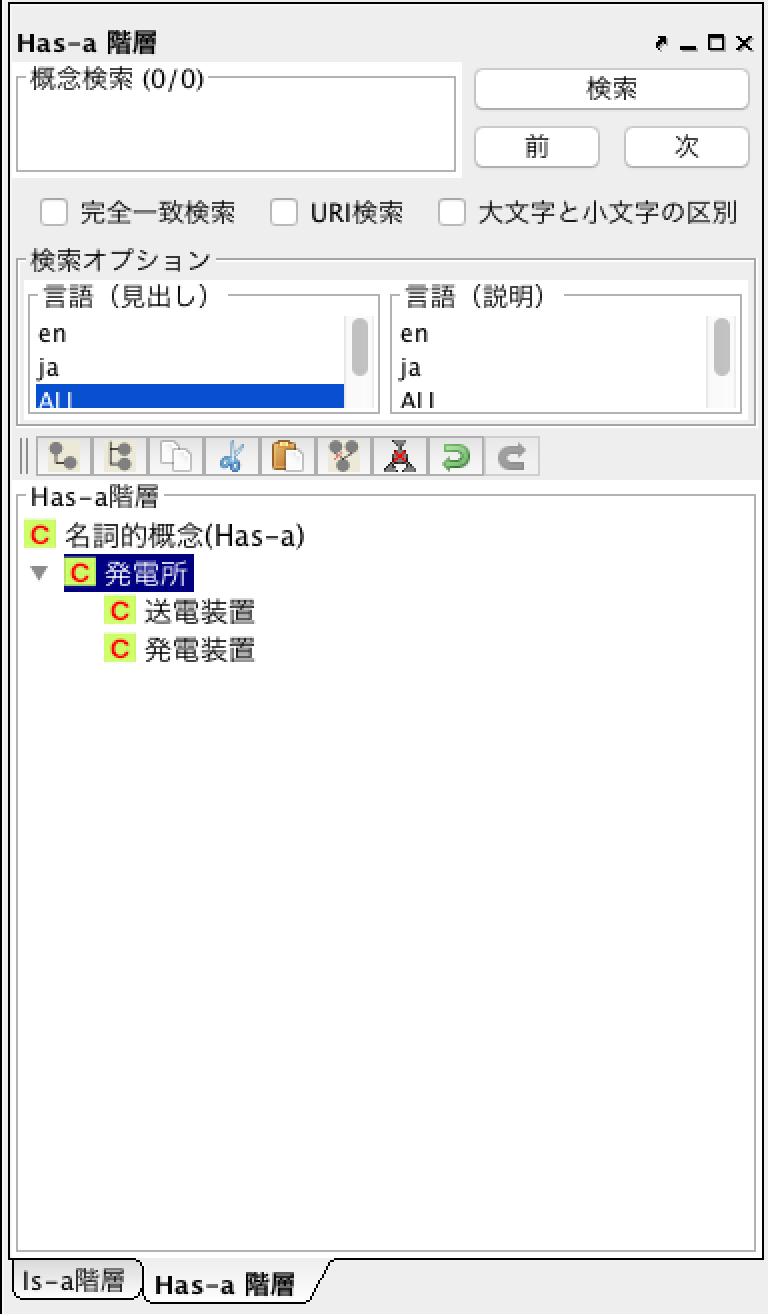 Has-a 階層
概念検索 (0/0)
検索
前 次
完全一致検索 URI検索 大文字と小文字の区別
検索オプション
言語（見出し） 言語（説明）
en en
ja ja
ALL ALL
Has-a階層
C 名詞的概念(Has-a)
C 発電所
C 送電装置
C 発電装置
Is-a階層 Has-a 階層